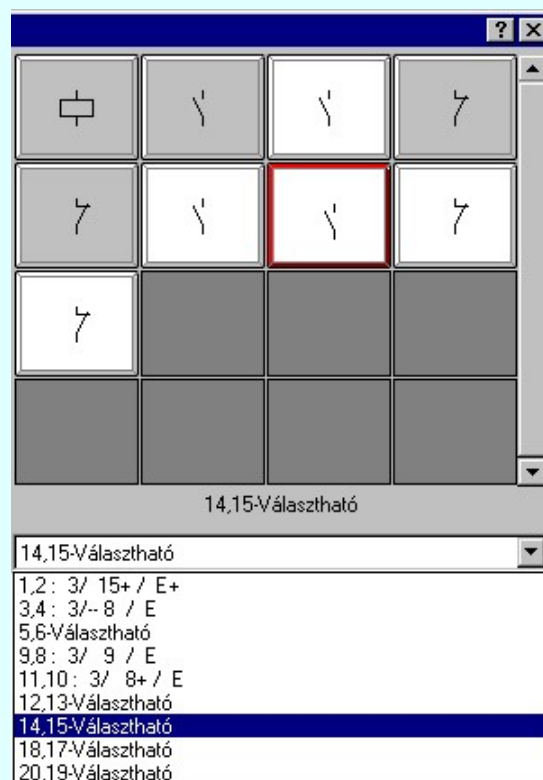 14,15-Választható
14,15-Választható
1,2 : 3/ 15+ / E+
3,4 : 3/-- 8 / E
5,6-Választható
9,8 : 3/ 9 / E
11,10 : 3/ 8+ / E
12,13-Választható
14,15-Választható
18,17-Választható
20,19-Választható